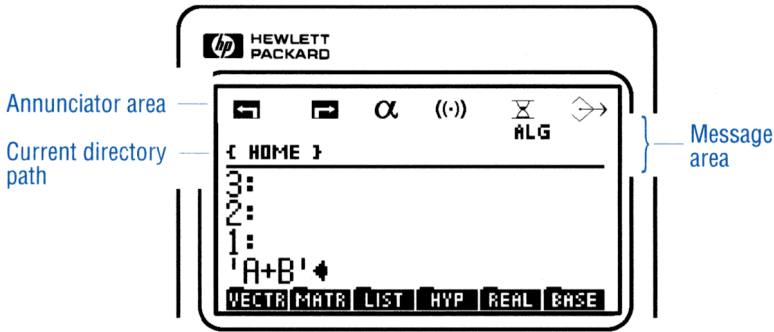 hp HEWLETT
PACKARD
Annunciator area
α ((·))
ALG
Message
area
Current directory
path
{ HOME }
3:
2:
1:
'A+B'
VECTR MATR LIST HYP REAL BASE